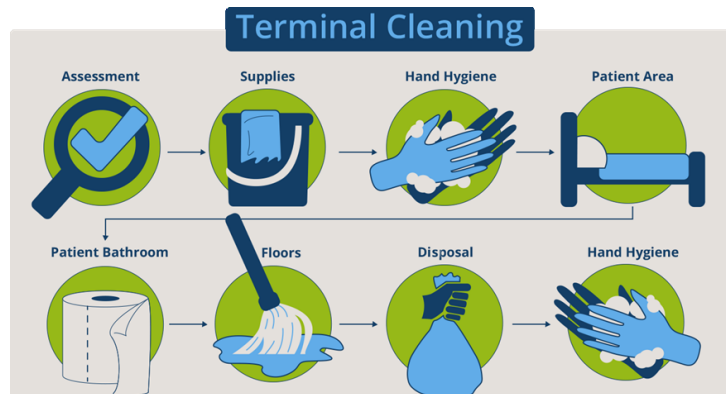 Terminal Cleaning
Assessment
Supplies
Hand Hygiene
Patient Area
Patient Bathroom
Floors
Disposal
Hand Hygiene